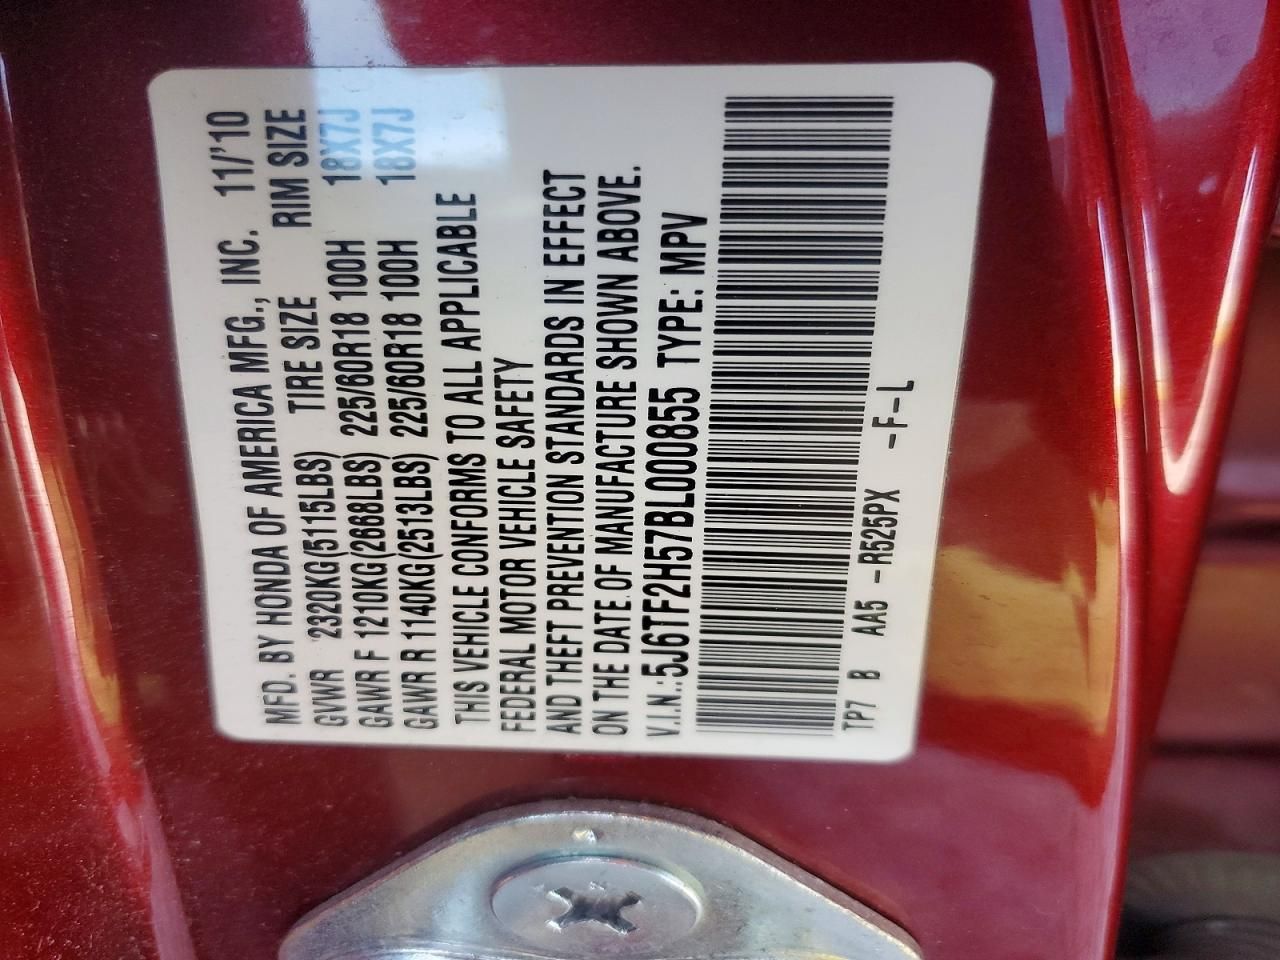 MFD. BY HONDA OF AMERICA MFG., INC. 11/'10
GVWR 2320KG(5115LBS) TIRE SIZE RIM SIZE
GAWR F 1210KG(2668LBS) 225/60R18 100H 18X7J
GAWR R 1140KG(2513LBS) 225/60R18 100H 18X7J
THIS VEHICLE CONFORMS TO ALL APPLICABLE
FEDERAL MOTOR VEHICLE SAFETY
AND THEFT PREVENTION STANDARDS IN EFFECT
ON THE DATE.OF MANUFACTURE SHOWN ABOVE.
V.I.N.:5J6TF2H57BL000855 TYPE: MPV
TP7 B AA5 -R525PX -F-L